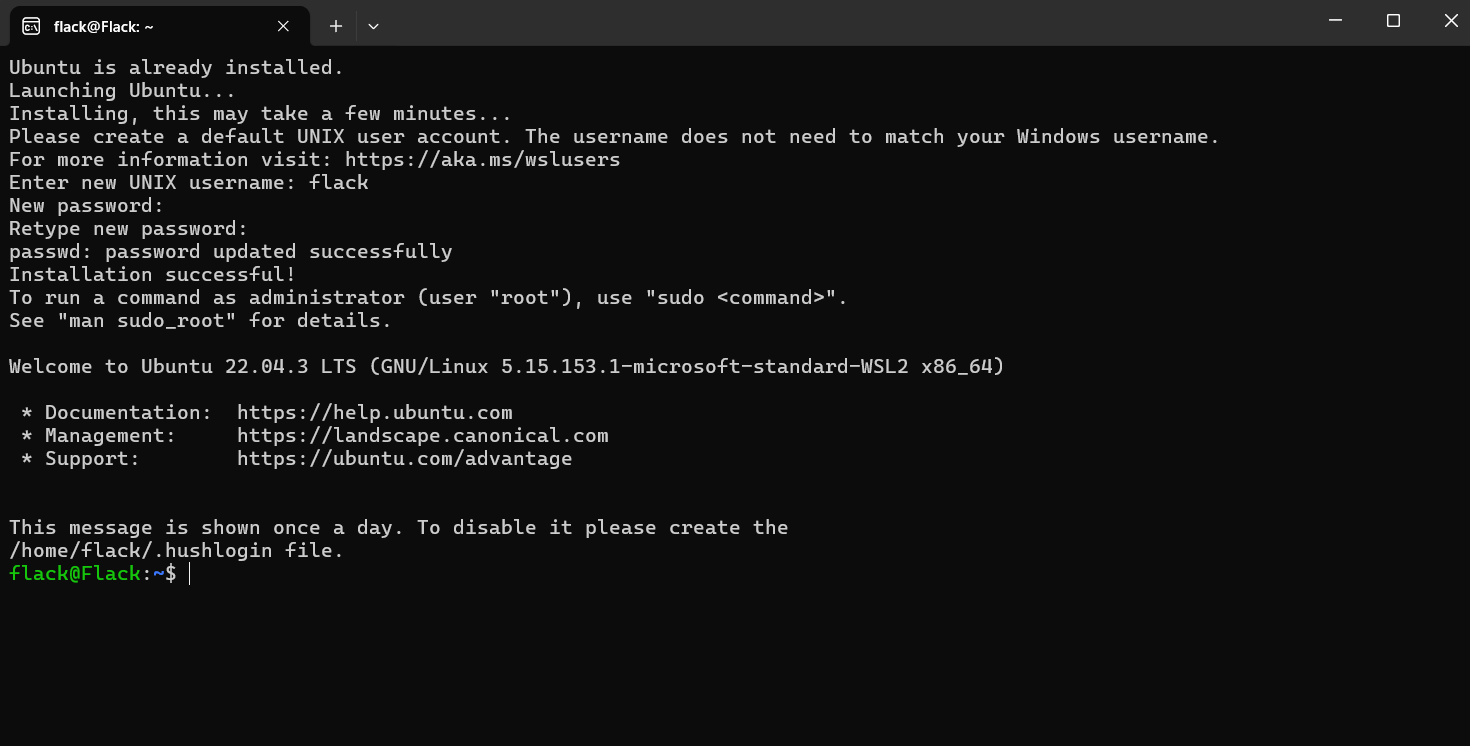 flack@Flack: ~
Ubuntu is already installed.
Launching Ubuntu...
Installing, this may take a few minutes...
Please create a default UNIX user account. The username does not need to match your Windows username.
For more information visit: https://aka.ms/wslusers
Enter new UNIX username: flack
New password:
Retype new password:
passwd: password updated successfully
Installation successful!
To run a command as administrator (user "root"), use "sudo <command>".
See "man sudo_root" for details.
Welcome to Ubuntu 22.04.3 LTS (GNU/Linux 5.15.153.1-microsoft-standard-WSL2 x86_64)
* Documentation:  https://help.ubuntu.com
* Management:     https://landscape.canonical.com
* Support:        https://ubuntu.com/advantage
This message is shown once a day. To disable it please create the
/home/flack/.hushlogin file.
flack@Flack:~$